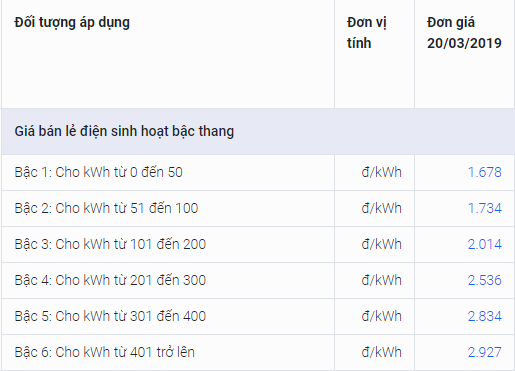 Đối tượng áp dụng
Đơn vị
tính
Đơn giá
20/03/2019
Giá bán lẻ điện sinh hoạt bậc thang
Bậc 1: Cho kWh từ 0 đến 50 đ/kWh 1.678
Bậc 2: Cho kWh từ 51 đến 100 đ/kWh 1.734
Bậc 3: Cho kWh từ 101 đến 200 đ/kWh 2.014
Bậc 4: Cho kWh từ 201 đến 300 đ/kWh 2.536
Bậc 5: Cho kWh từ 301 đến 400 đ/kWh 2.834
Bậc 6: Cho kWh từ 401 trở lên đ/kWh 2.927